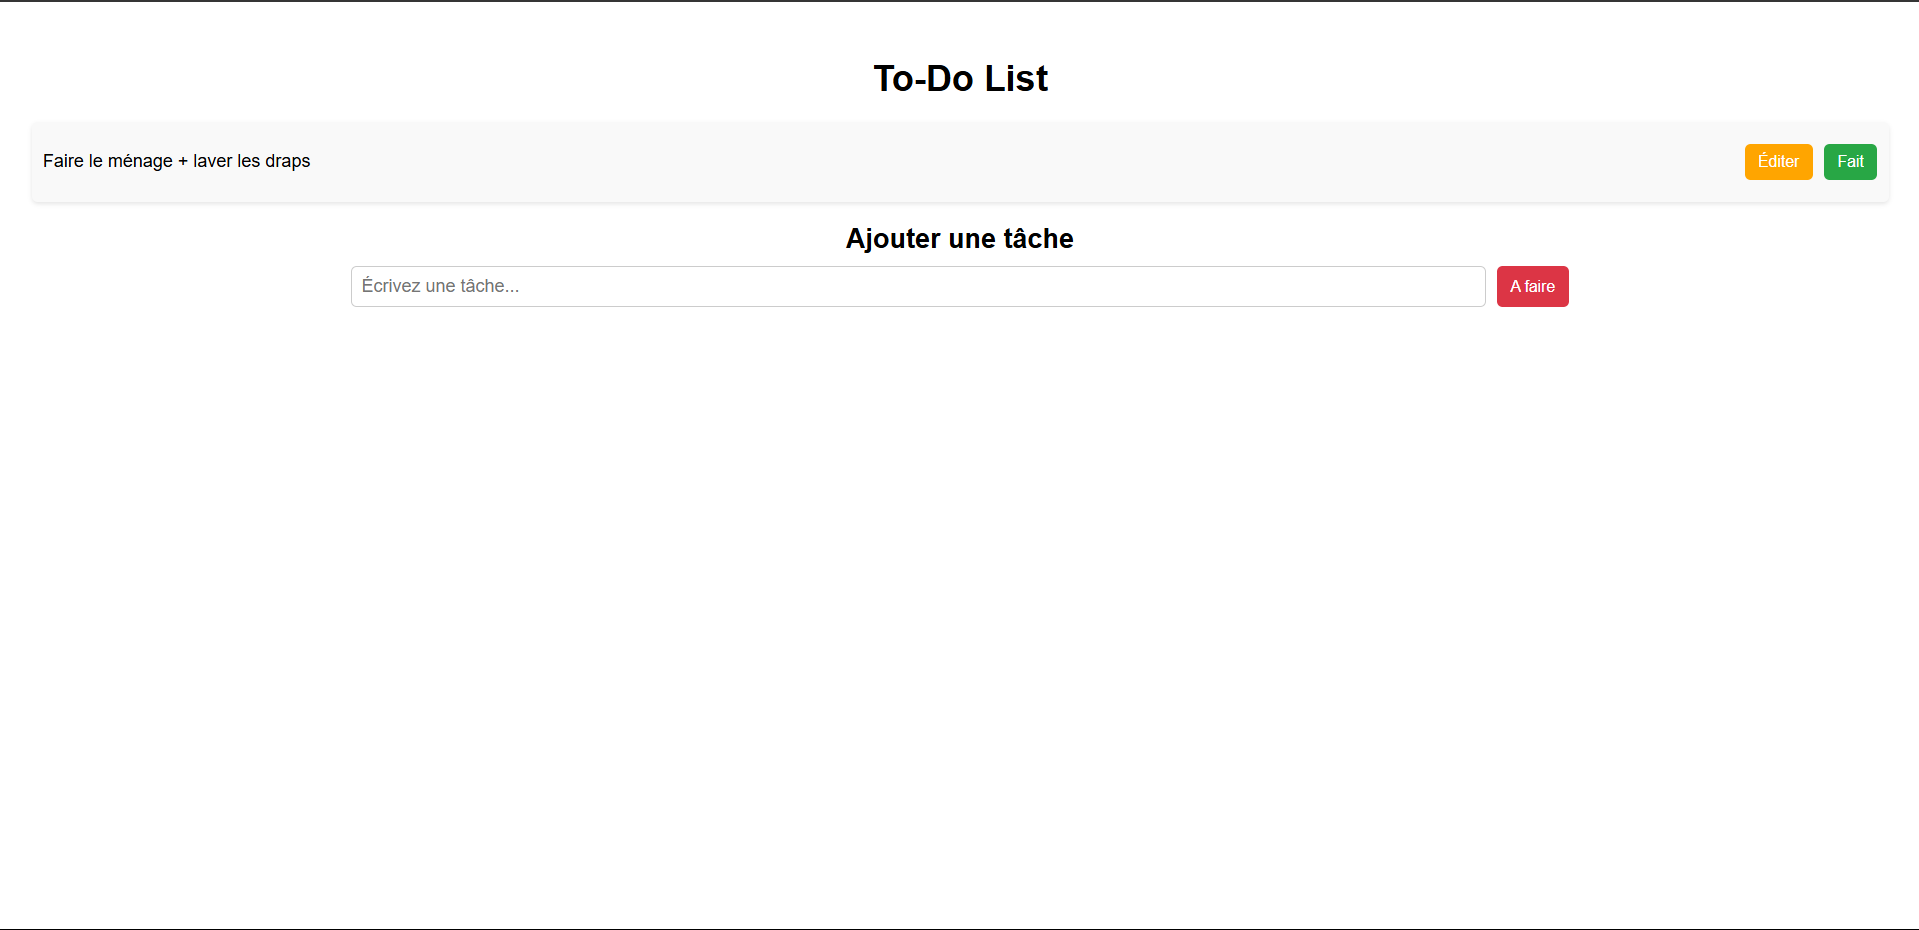 To-Do List
Faire le ménage + laver les draps
Éditer
Fait
Ajouter une tâche
Écrivez une tâche...
A faire